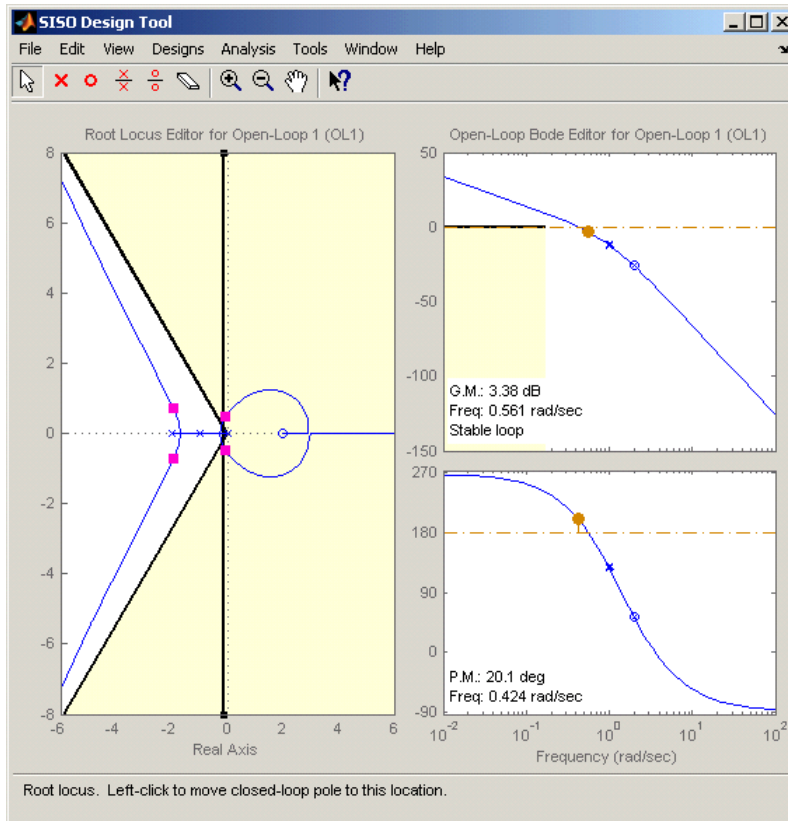 SISO Design Tool
File Edit View Designs Analysis Tools Window Help
Root Locus Editor for Open-Loop 1 (OL1)
8
6
4
2
0
-2
-4
-6
-8
-6 -4 -2 0 2 4 6
Real Axis
Open-Loop Bode Editor for Open-Loop 1 (OL1)
50
0
-50
-100
-150
G.M.: 3.38 dB
Freq: 0.561 rad/sec
Stable loop
270
180
90
0
-90
P.M.: 20.1 deg
Freq: 0.424 rad/sec
10^-2 10^-1 10^0 10^1 10^2
Frequency (rad/sec)
Root locus. Left-click to move closed-loop pole to this location.